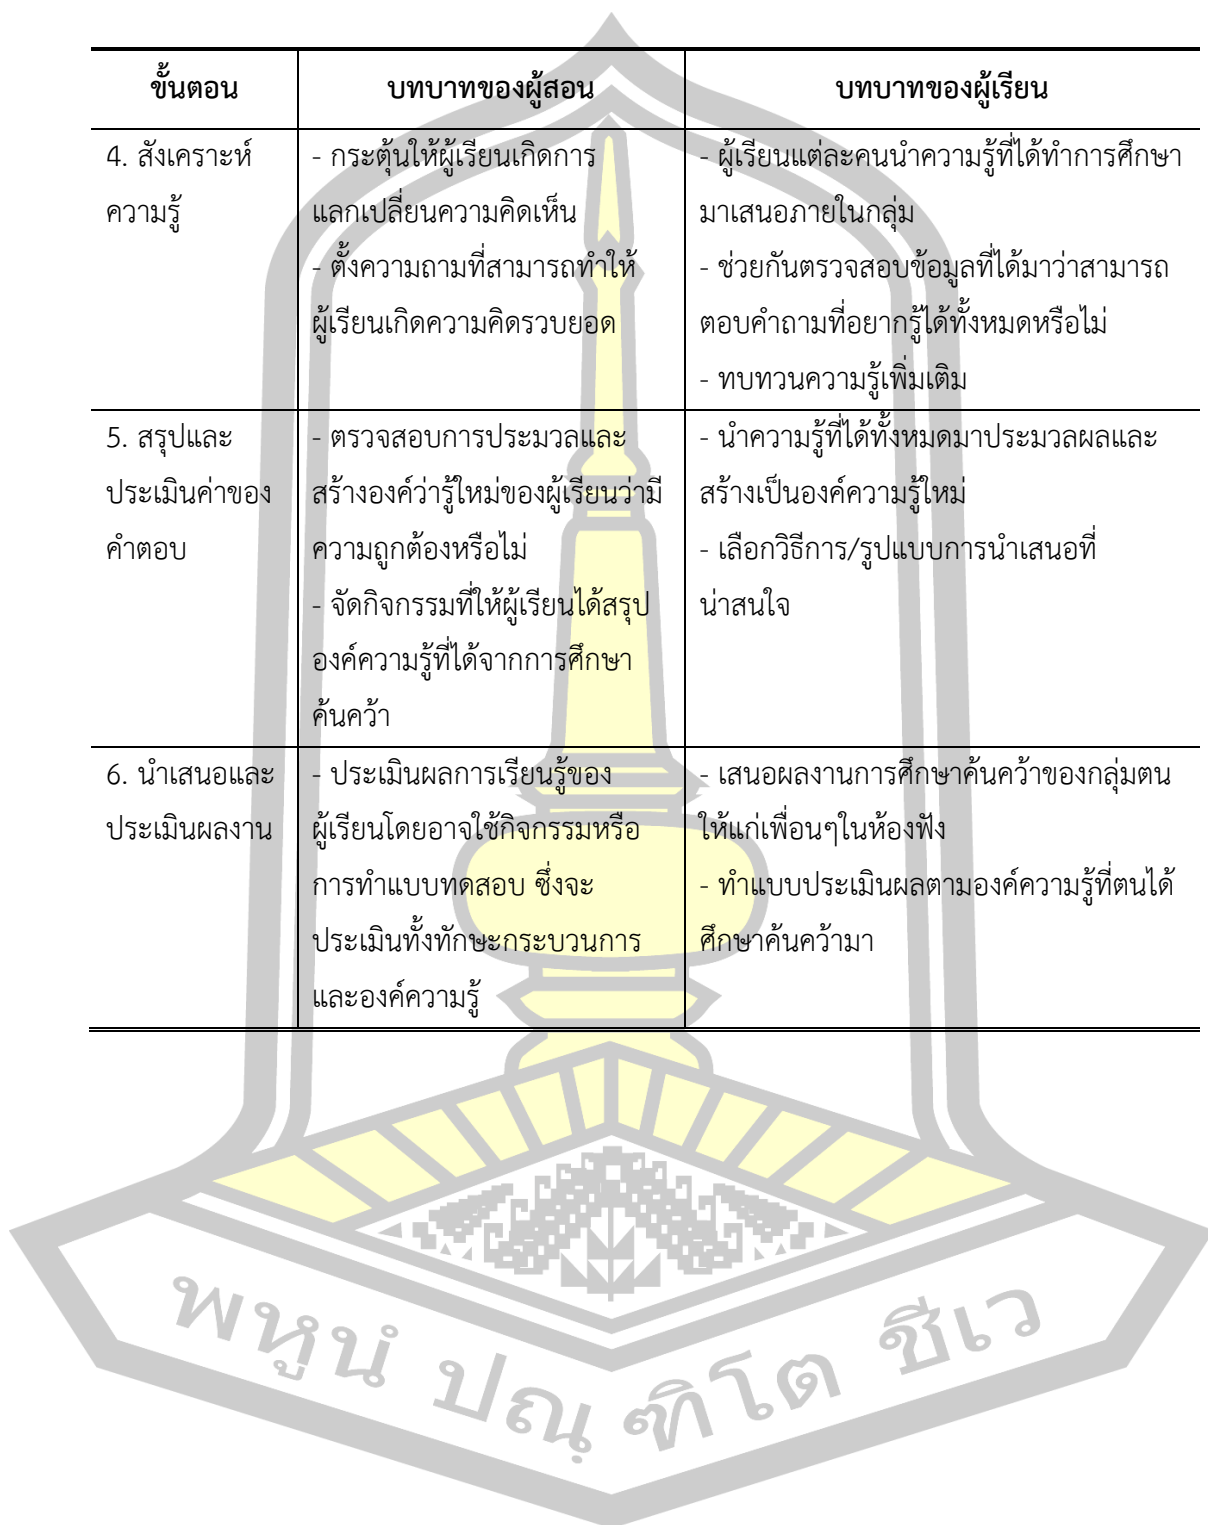 ขั้นตอน บทบาทของผู้สอน บทบาทของผู้เรียน
4. สังเคราะห์ - กระตุ้นให้ผู้เรียนเกิดการ - ผู้เรียนแต่ละคนนำความรู้ที่ได้ทำการศึกษา
ความรู้ แลกเปลี่ยนความคิดเห็น มาเสนอภายในกลุ่ม
- ตั้งความถามที่สามารถทำให้ - ช่วยกันตรวจสอบข้อมูลที่ได้มาว่าสามารถ
ผู้เรียนเกิดความคิดรวบยอด ตอบคำถามที่อยากรู้ได้ทั้งหมดหรือไม่
- ทบทวนความรู้เพิ่มเติม
5. สรุปและ - ตรวจสอบการประมวลและ - นำความรู้ที่ได้ทั้งหมดมาประมวลผลและ
ประเมินค่าของ สร้างองค์ว่ารู้ใหม่ของผู้เรียนว่ามี สร้างเป็นองค์ความรู้ใหม่
คำตอบ ความถูกต้องหรือไม่ - เลือกวิธีการ/รูปแบบการนำเสนอที่
- จัดกิจกรรมที่ให้ผู้เรียนได้สรุป น่าสนใจ
องค์ความรู้ที่ได้จากการศึกษา
ค้นคว้า
6. นำเสนอและ - ประเมินผลการเรียนรู้ของ - เสนอผลงานการศึกษาค้นคว้าของกลุ่มตน
ประเมินผลงาน ผู้เรียนโดยอาจใช้กิจกรรมหรือ ให้แก่เพื่อนๆในห้องฟัง
การทำแบบทดสอบ ซึ่งจะ - ทำแบบประเมินผลตามองค์ความรู้ที่ตนได้
ประเมินทั้งทักษะกระบวนการ ศึกษาค้นคว้ามา
และองค์ความรู้
พหูนํ ปณฺ ฑิโต ชีเว